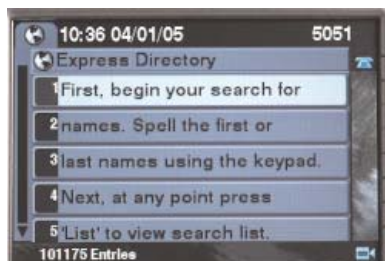 10:36 04/01/05 5051
Express Directory
1 First, begin your search for
2 names. Spell the first or
3 last names using the keypad.
4 Next, at any point press
5 'List' to view search list.
101175 Entries